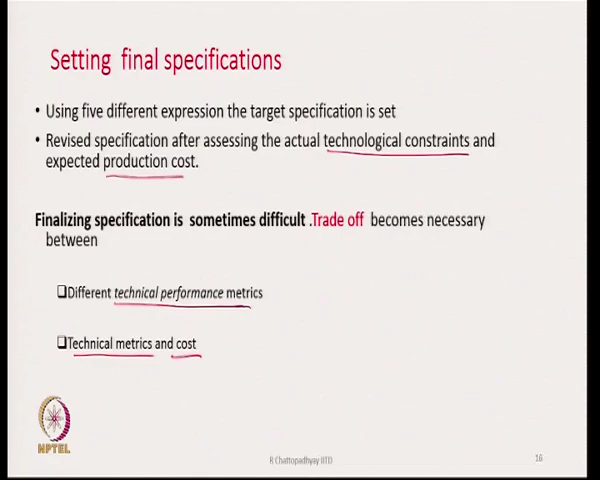 Setting final specifications
• Using five different expression the target specification is set
• Revised specification after assessing the actual technological constraints and
expected production cost.
Finalizing specification is sometimes difficult .Trade off becomes necessary
between
❑Different technical performance metrics
❑Technical metrics and cost
NPTEL
R Chattopadhyay IITD
16